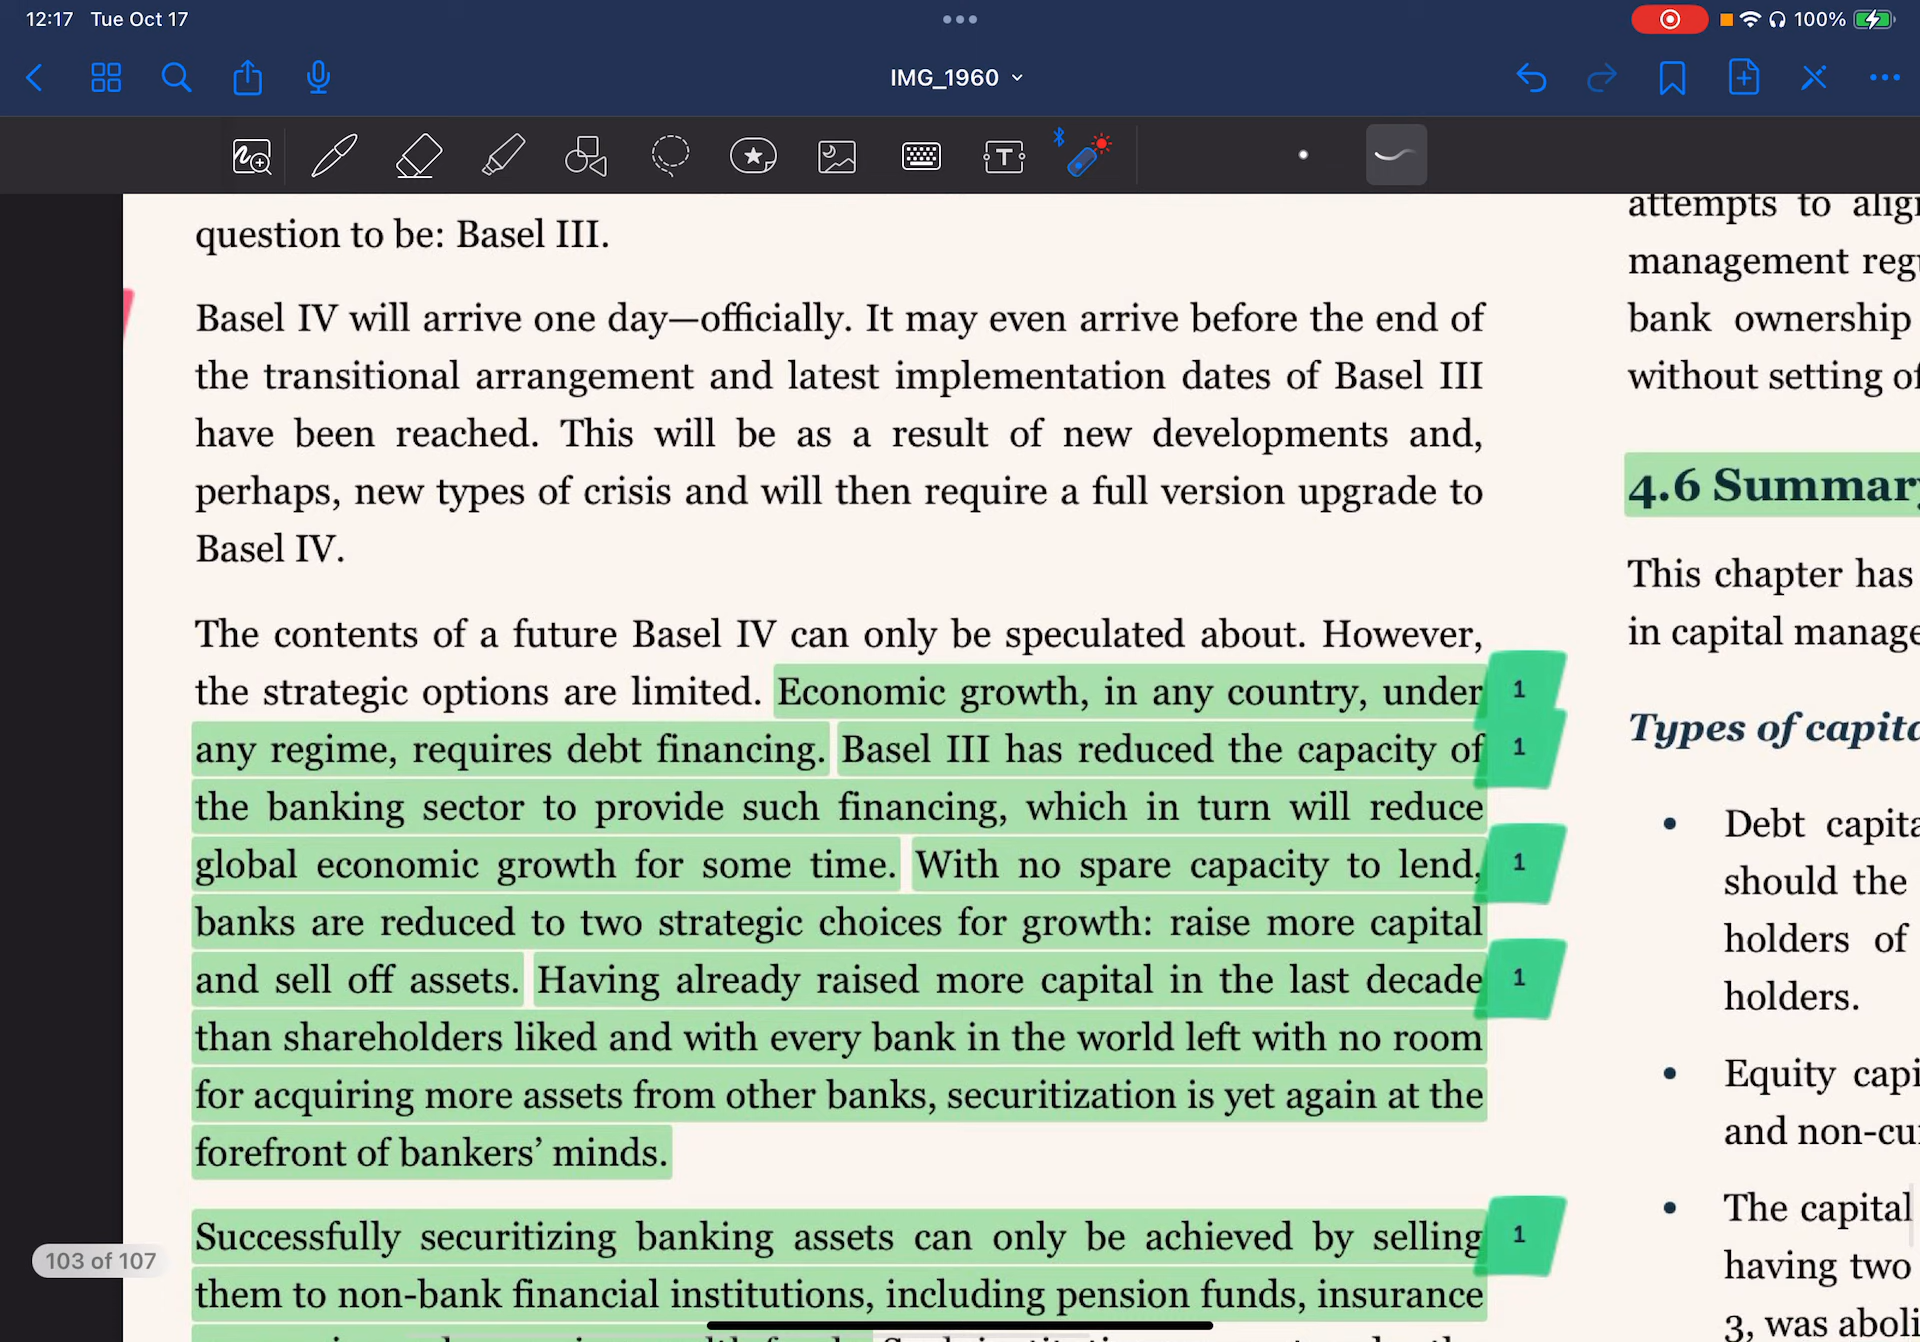 12:17 Tue Oct 17
100%
IMG_1960
question to be: Basel III.
Basel IV will arrive one day—officially. It may even arrive before the end of
the transitional arrangement and latest implementation dates of Basel III
have been reached. This will be as a result of new developments and,
perhaps, new types of crisis and will then require a full version upgrade to
Basel IV.
The contents of a future Basel IV can only be speculated about. However,
the strategic options are limited. Economic growth, in any country, under 1
any regime, requires debt financing. Basel III has reduced the capacity of 1
the banking sector to provide such financing, which in turn will reduce
global economic growth for some time. With no spare capacity to lend, 1
banks are reduced to two strategic choices for growth: raise more capital
and sell off assets. Having already raised more capital in the last decade 1
than shareholders liked and with every bank in the world left with no room
for acquiring more assets from other banks, securitization is yet again at the
forefront of bankers’ minds.
Successfully securitizing banking assets can only be achieved by selling 1
them to non-bank financial institutions, including pension funds, insurance
103 of 107
attempts to
management
bank ownership
without setting
4.6 Summary
This chapter has
in capital
Types of
• Debt
should the
holders of
holders.
• Equity
and
• The capital
having two
3, was